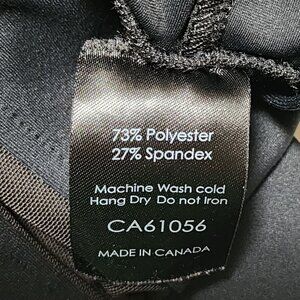 73% Polyester
27% Spandex
Machine Wash cold
Hang Dry Do not Iron
CA61056
MADE IN CANADA